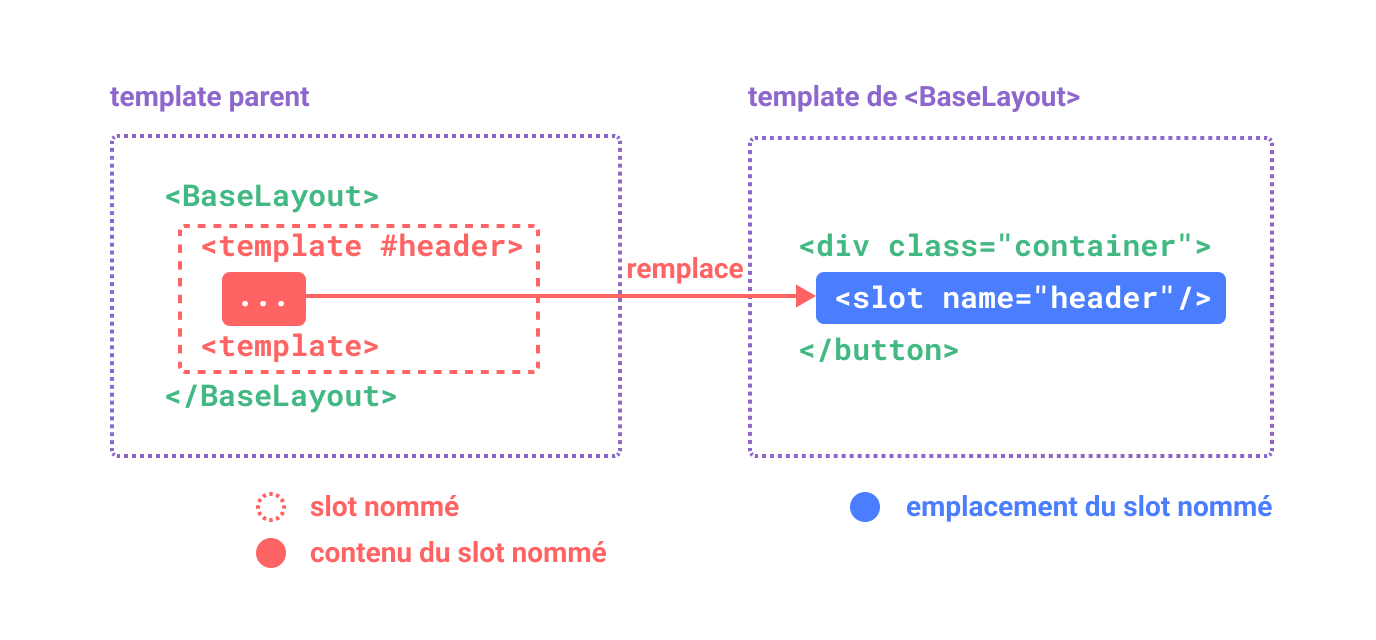 template parent
<BaseLayout>
<template #header>
...
<template>
</BaseLayout>
slot nommé
contenu du slot nommé
remplace
template de <BaseLayout>
<div class="container">
<slot name="header"/>
</button>
emplacement du slot nommé